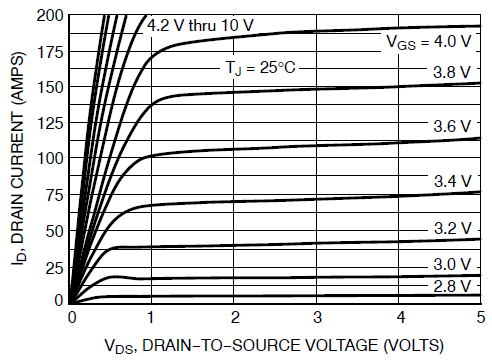 200
175
150
125
100
75
50
25
0
I_D, DRAIN CURRENT (AMPS)
4.2 V thru 10 V
V_GS = 4.0 V
T_J = 25°C
3.8 V
3.6 V
3.4 V
3.2 V
3.0 V
2.8 V
0 1 2 3 4 5
V_DS, DRAIN−TO−SOURCE VOLTAGE (VOLTS)